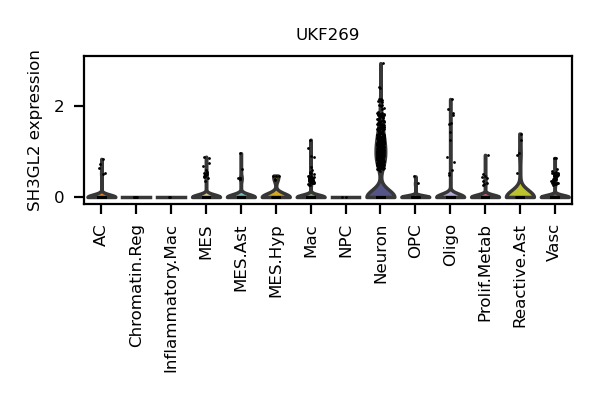 UKF269
SH3GL2 expression
2
0
AC
Chromatin.Reg
Inflammatory.Mac
MES
MES.Ast
MES.Hyp
Mac
NPC
Neuron
OPC
Oligo
Prolif.Metab
Reactive.Ast
Vasc